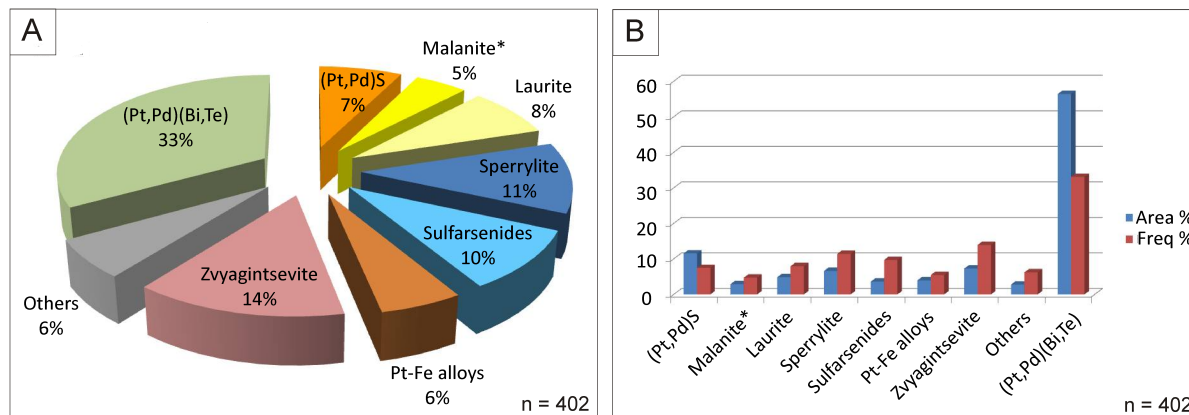 A
(Pt,Pd)S
7%
Malanite*
5%
Laurite
8%
Sperrylite
11%
Sulfarsenides
10%
Pt-Fe alloys
6%
Zvyagintsevite
14%
Others
6%
(Pt,Pd)(Bi,Te)
33%
n = 402
B
60
50
40
30
20
10
0
(Pt,Pd)S
Malanite*
Laurite
Sperrylite
Sulfarsenides
Pt-Fe alloys
Zvyagintsevite
Others
(Pt,Pd)(Bi,Te)
Area %
Freq %
n = 402